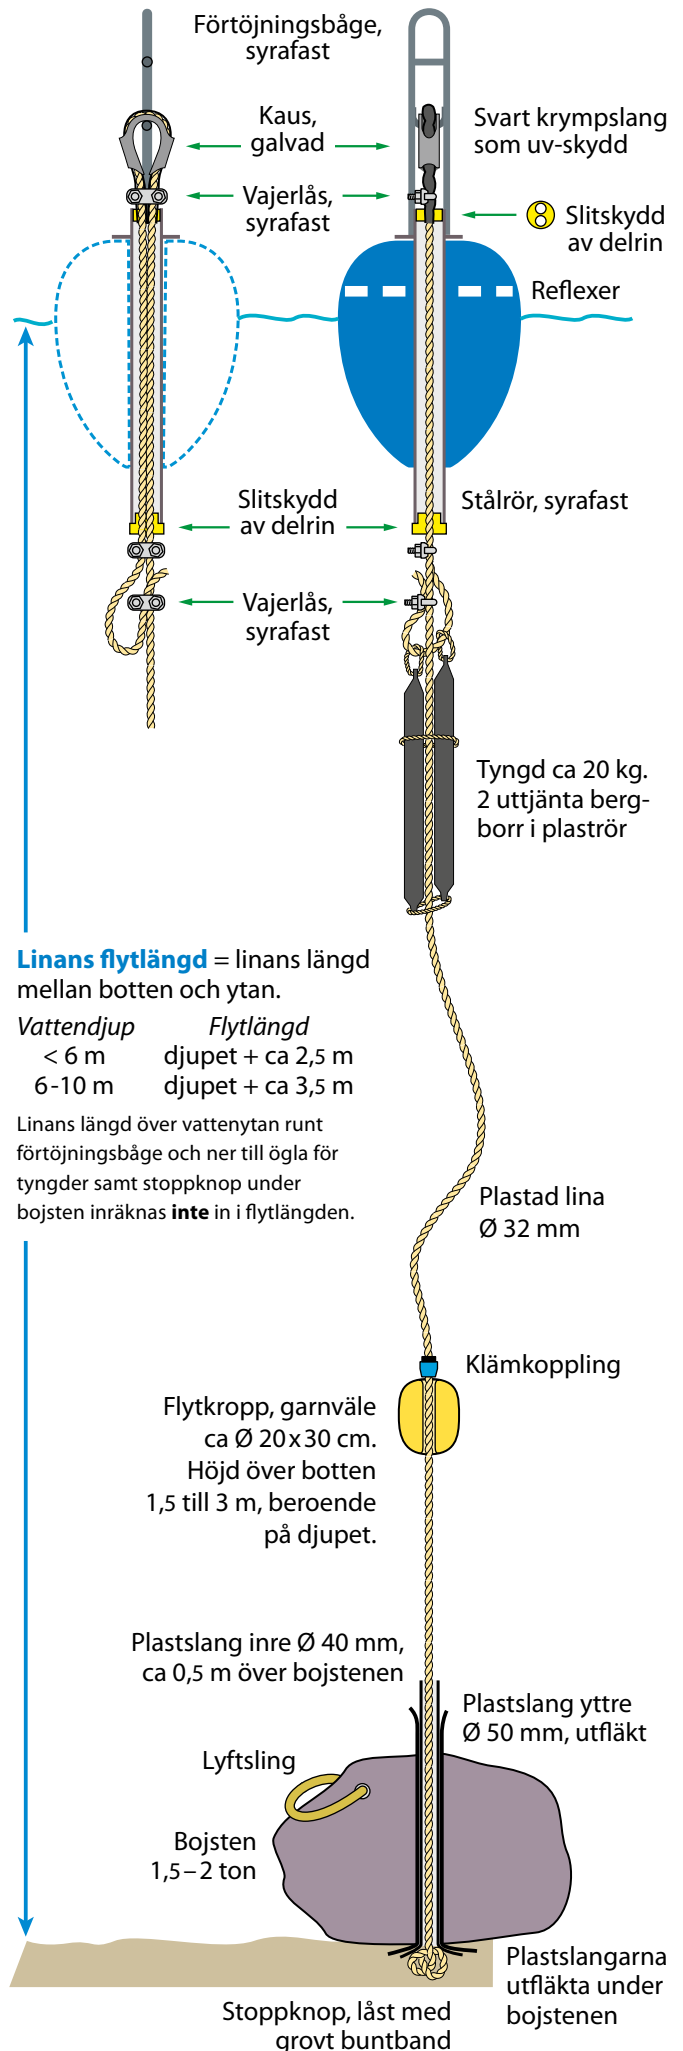 Förtöjningsbåge,
syrafast
Kaus,
galvad
Svart krympslang
som uv-skydd
Vajerlås,
syrafast
Slitskydd
av delrin
Reflexer
Slitskydd
av delrin
Stålrör, syrafast
Vajerlås,
syrafast
Tyngd ca 20 kg.
2 uttjänta berg-
borr i plaströr
Linans flytlängd = linans längd
mellan botten och ytan.
Vattendjup Flytlängd
< 6 m djupet + ca 2,5 m
6-10 m djupet + ca 3,5 m
Linans längd över vattenytan runt
förtöjningsbåge och ner till ögla för
tyngder samt stoppknop under
bojsten inräknas inte in i flytlängden.
Plastad lina
Ø 32 mm
Klämkoppling
Flytkropp, garnväle
ca Ø 20x30 cm.
Höjd över botten
1,5 till 3 m, beroende
på djupet.
Plastslang inre Ø 40 mm,
ca 0,5 m över bojstenen
Plastslang yttre
Ø 50 mm, utfläkt
Lyftsling
Bojsten
1,5–2 ton
Plastslangarna
utfläkta under
bojstenen
Stoppknop, låst med
grovt buntband